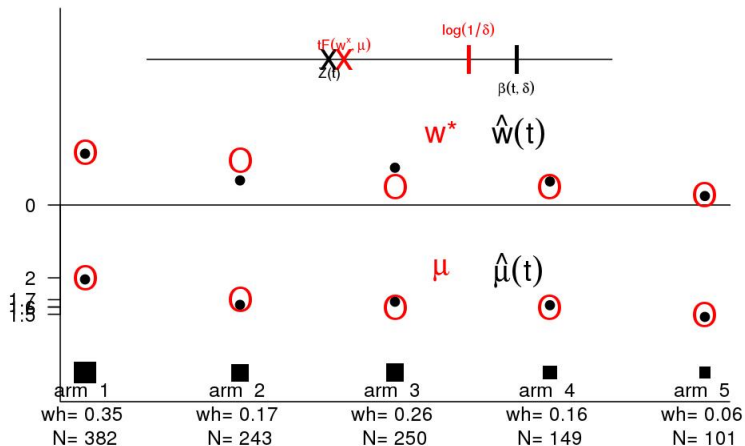 log(1/δ)
tF(w* μ)
Z(t)
β(t, δ)
w* ŵ(t)
0
μ μ̂(t)
2
1.7
1.6
1.5
arm 1 arm 2 arm 3 arm 4 arm 5
wh= 0.35 wh= 0.17 wh= 0.26 wh= 0.16 wh= 0.06
N= 382 N= 243 N= 250 N= 149 N= 101